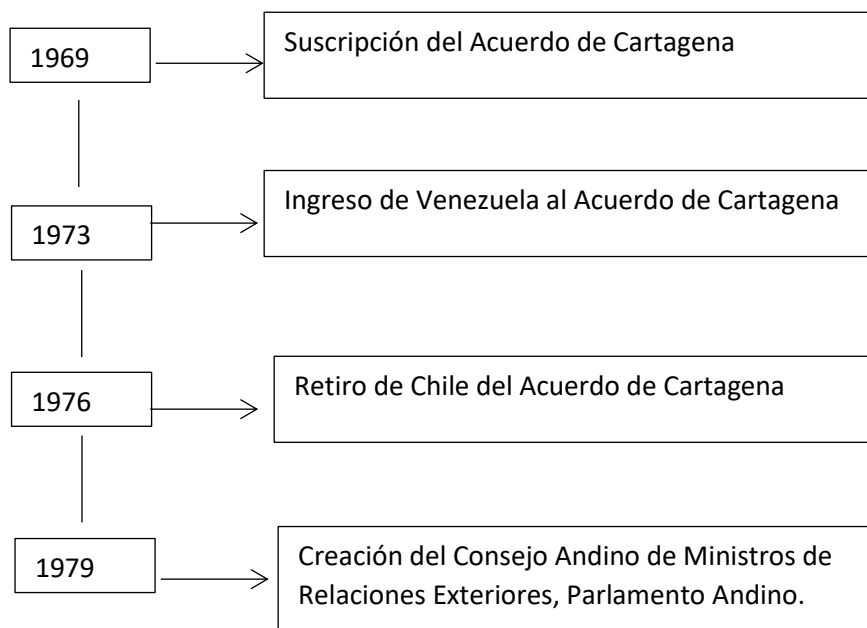 1969
Suscripción del Acuerdo de Cartagena
1973
Ingreso de Venezuela al Acuerdo de Cartagena
1976
Retiro de Chile del Acuerdo de Cartagena
1979
Creación del Consejo Andino de Ministros de
Relaciones Exteriores, Parlamento Andino.